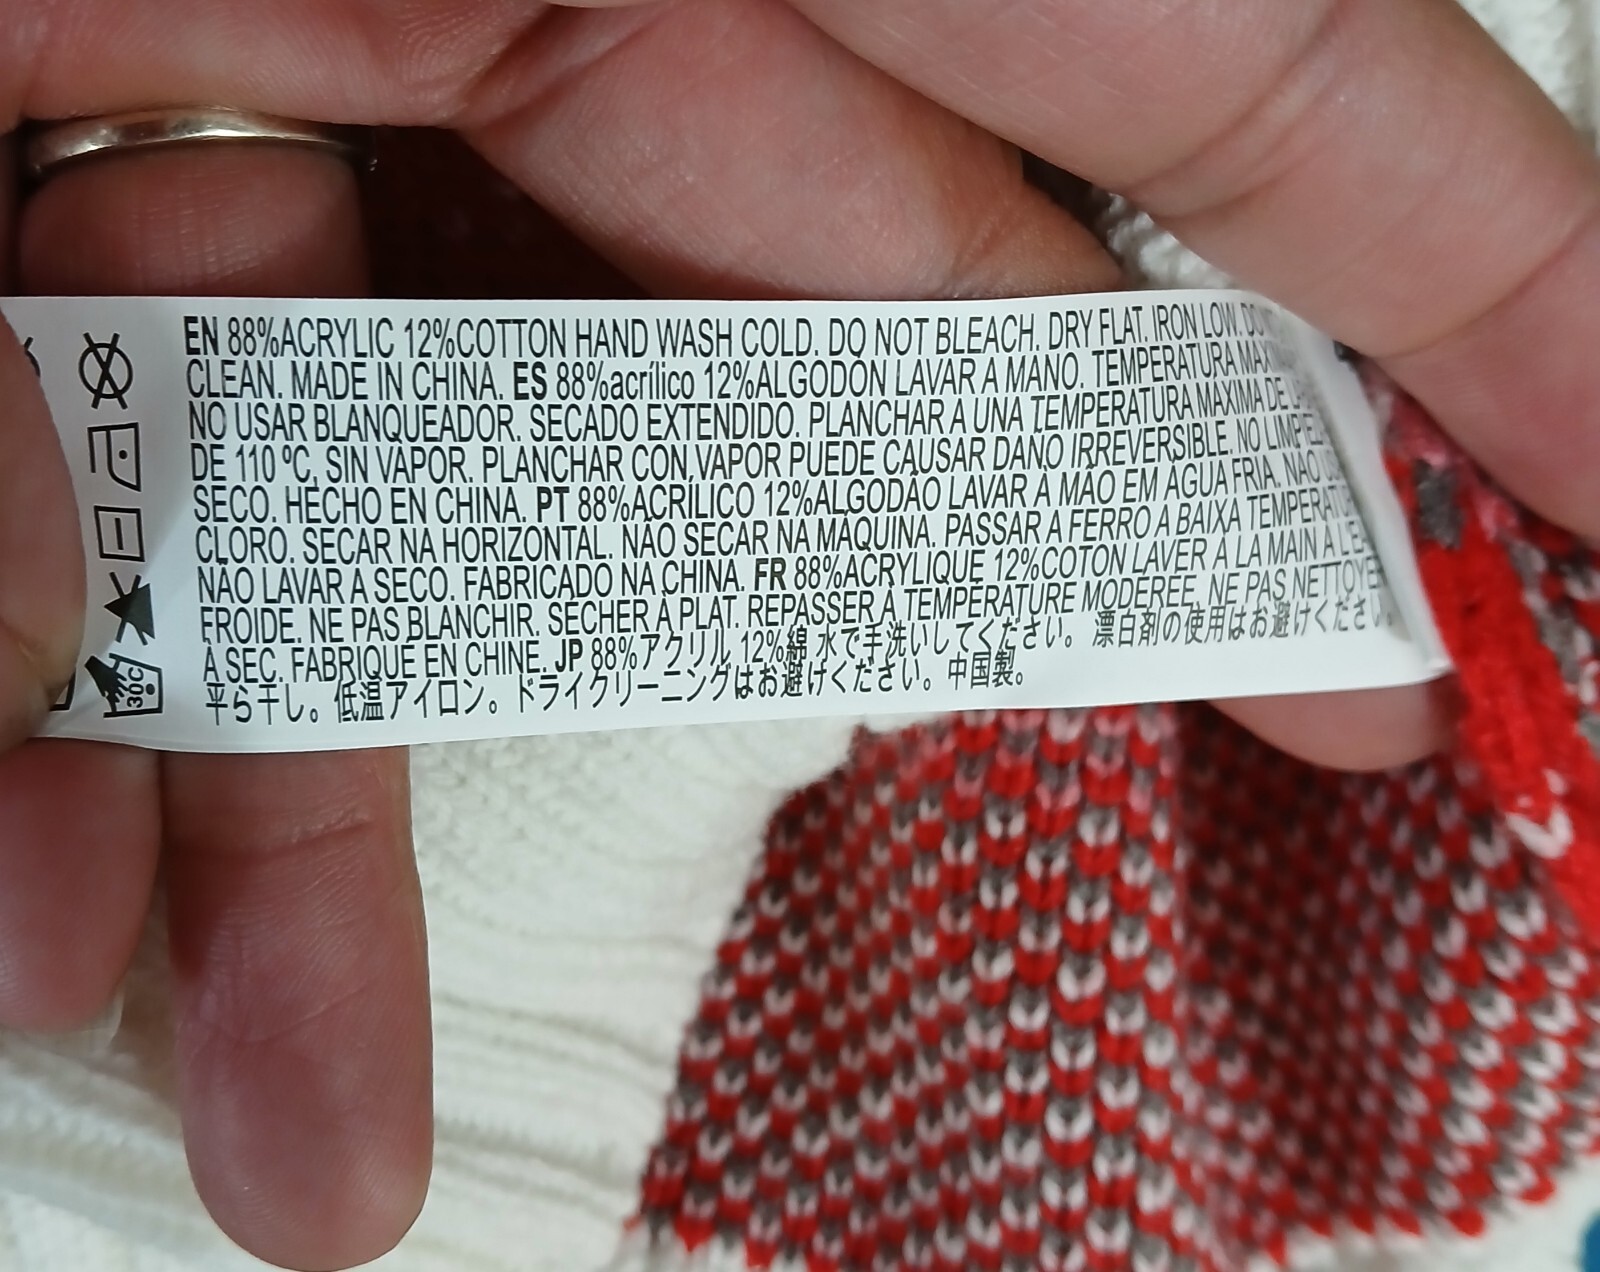 EN 88%ACRYLIC 12%COTTON HAND WASH COLD. DO NOT BLEACH. DRY FLAT. IRON LOW.
CLEAN. MADE IN CHINA. ES 88%acrílico 12%ALGODÓN LAVAR A MANO. TEMPERATURA
NO USAR BLANQUEADOR. SECADO EXTENDIDO. PLANCHAR A UNA TEMPERATURA MÁXIMA DE
DE 110 ºC, SIN VAPOR. PLANCHAR CON VAPOR PUEDE CAUSAR DAÑO IRREVERSIBLE. NO
SECO. HECHO EN CHINA. PT 88%ACRÍLICO 12%ALGODÃO LAVAR À MÃO EM ÁGUA FRIA. NÃO
CLORO. SECAR NA HORIZONTAL. NÃO SECAR NA MÁQUINA. PASSAR A FERRO A BAIXA
NÃO LAVAR A SECO. FABRICADO NA CHINA. FR 88%ACRYLIQUE 12%COTON LAVER À LA MAIN À
FROIDE. NE PAS BLANCHIR. SÉCHER À PLAT. REPASSER À TEMPÉRATURE MODÉRÉE. NE PAS NETTOYER
À SEC. FABRIQUÉ EN CHINE. JP 88%アクリル 12%綿 水で手洗いしてください。 漂白剤の使用はお避けください。
平ら干し。低温アイロン。ドライクリーニングはお避けください。中国製。
30C